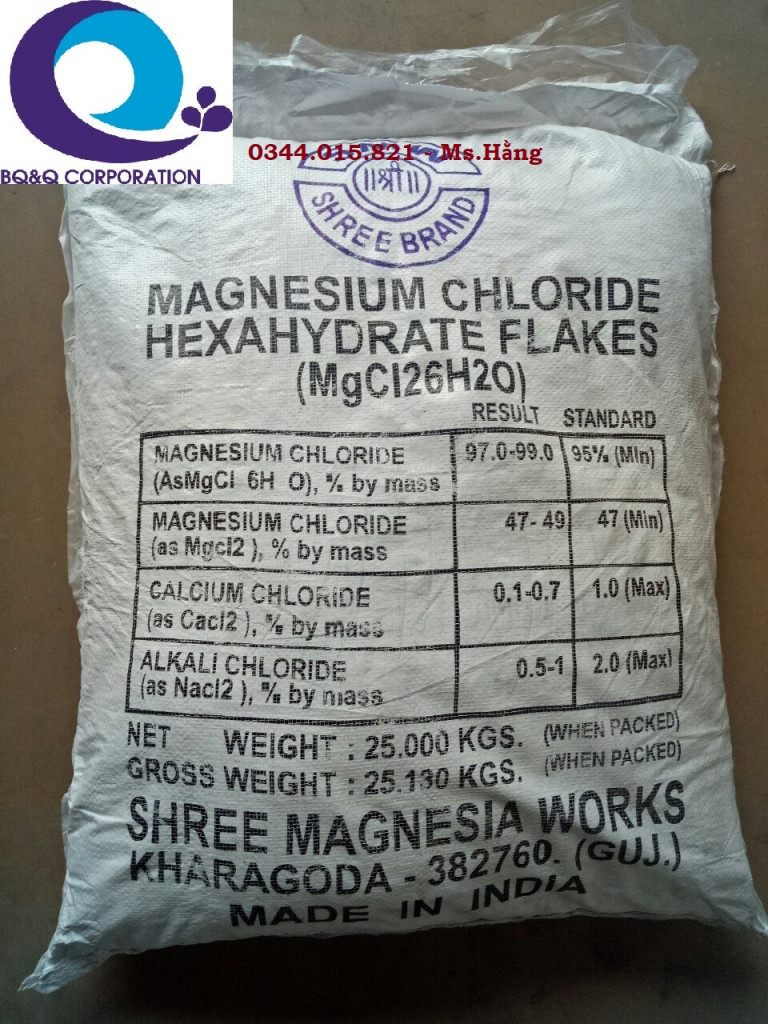 BQ&Q CORPORATION
0344.015.821 - Ms.Hằng
॥श्री॥
SHREE BRAND
MAGNESIUM CHLORIDE
HEXAHYDRATE FLAKES
(MgCl26H2O)
RESULT STANDARD
MAGNESIUM CHLORIDE 97.0-99.0 95% (Min)
(AsMgCl 6H O), % by mass
MAGNESIUM CHLORIDE 47- 49 47 (Min)
(as Mgcl2 ), % by mass
CALCIUM CHLORIDE 0.1-0.7 1.0 (Max)
(as Cacl2 ), % by mass
ALKALI CHLORIDE 0.5-1 2.0 (Max)
(as Nacl2 ), % by mass
NET WEIGHT : 25.000 KGS. (WHEN PACKED)
GROSS WEIGHT : 25.130 KGS. (WHEN PACKED)
SHREE MAGNESIA WORKS
KHARAGODA - 382760. (GUJ.)
MADE IN INDIA